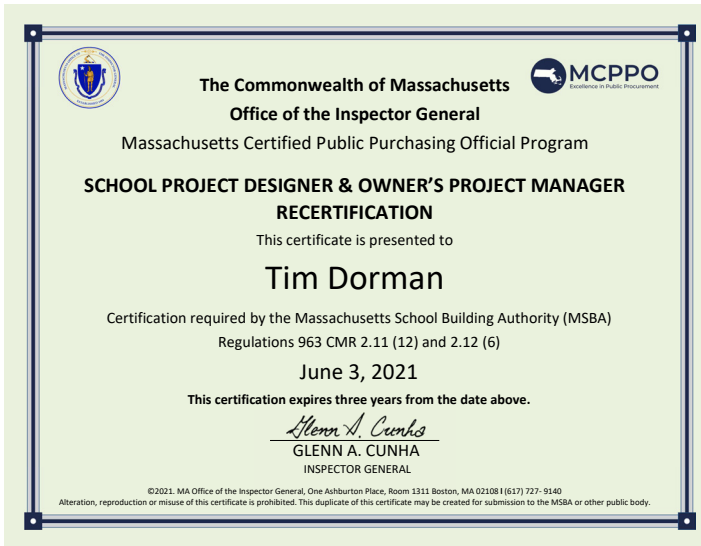 The Commonwealth of Massachusetts
MCPPO
Excellence in Public Procurement
Office of the Inspector General
Massachusetts Certified Public Purchasing Official Program
SCHOOL PROJECT DESIGNER & OWNER'S PROJECT MANAGER
RECERTIFICATION
This certificate is presented to
Tim Dorman
Certification required by the Massachusetts School Building Authority (MSBA)
Regulations 963 CMR 2.11 (12) and 2.12 (6)
June 3, 2021
This certification expires three years from the date above.
Glenn A. Cunha
GLENN A. CUNHA
INSPECTOR GENERAL
©2021. MA Office of the Inspector General, One Ashburton Place, Room 1311 Boston, MA 02108 I (617) 727- 9140
Alteration, reproduction or misuse of this certificate is prohibited. This duplicate of this certificate may be created for submission to the MSBA or other public body.